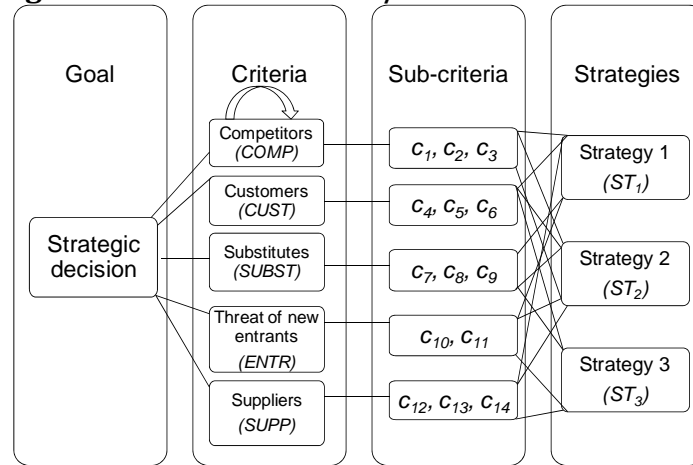 Goal
Criteria
Sub-criteria
Strategies
Competitors
(COMP)
Customers
(CUST)
Substitutes
(SUBST)
Threat of new
entrants
(ENTR)
Suppliers
(SUPP)
Strategic
decision
c1, c2, c3
c4, c5, c6
c7, c8, c9
c10, c11
c12, c13, c14
Strategy 1
(ST1)
Strategy 2
(ST2)
Strategy 3
(ST3)